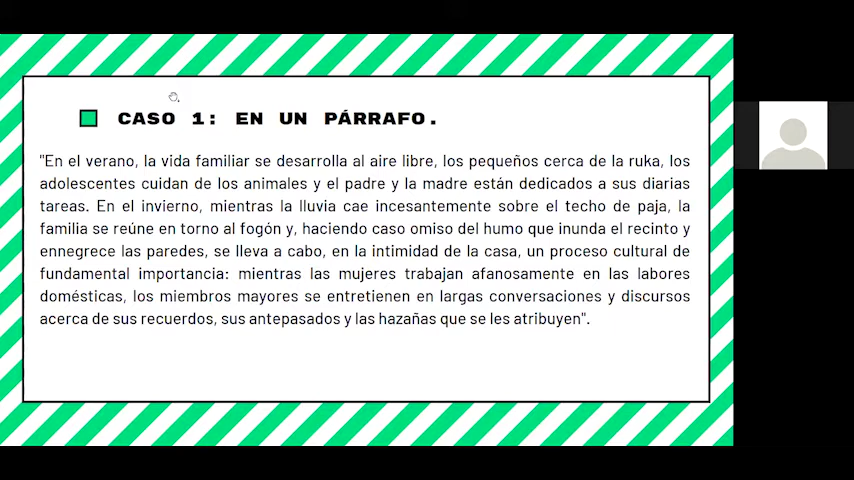 CASO 1: EN UN PÁRRAFO.
"En el verano, la vida familiar se desarrolla al aire libre, los pequeños cerca de la ruka, los
adolescentes cuidan de los animales y el padre y la madre están dedicados a sus diarias
tareas. En el invierno, mientras la lluvia cae incesantemente sobre el techo de paja, la
familia se reúne en torno al fogón y, haciendo caso omiso del humo que inunda el recinto y
ennegrece las paredes, se lleva a cabo, en la intimidad de la casa, un proceso cultural de
fundamental importancia: mientras las mujeres trabajan afanosamente en las labores
domésticas, los miembros mayores se entretienen en largas conversaciones y discursos
acerca de sus recuerdos, sus antepasados y las hazañas que se les atribuyen".